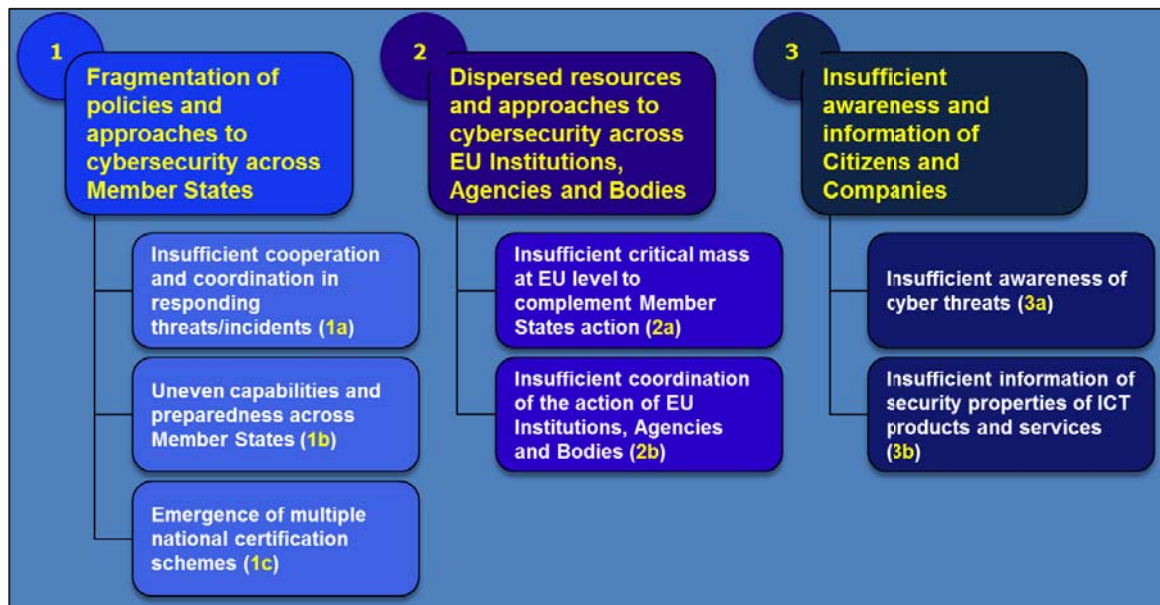 1
Fragmentation of
policies and
approaches to
cybersecurity across
Member States
Insufficient cooperation
and coordination in
responding
threats/incidents (1a)
Uneven capabilities and
preparedness across
Member States (1b)
Emergence of multiple
national certification
schemes (1c)
2
Dispersed resources
and approaches to
cybersecurity across
EU Institutions,
Agencies and Bodies
Insufficient critical mass
at EU level to
complement Member
States action (2a)
Insufficient coordination
of the action of EU
Institutions, Agencies
and Bodies (2b)
3
Insufficient
awareness and
information of
Citizens and
Companies
Insufficient awareness of
cyber threats (3a)
Insufficient information of
security properties of ICT
products and services
(3b)